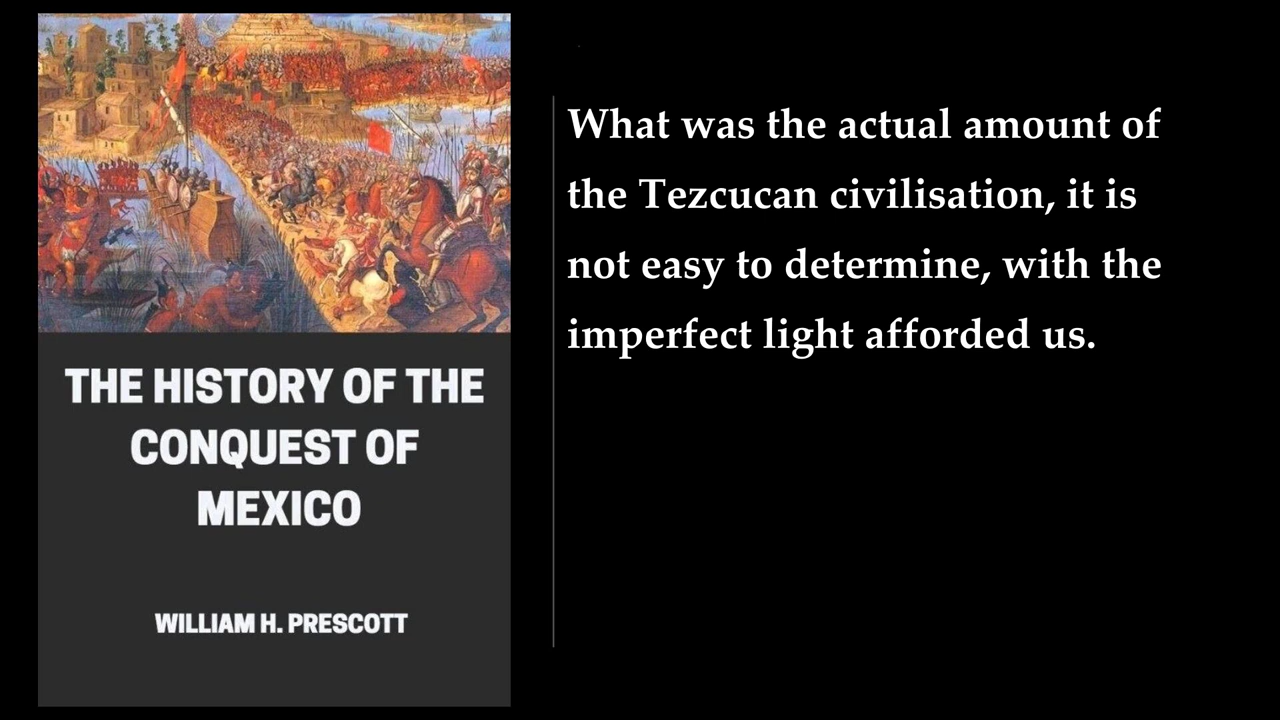 THE HISTORY OF THE
CONQUEST OF
MEXICO
WILLIAM H. PRESCOTT
What was the actual amount of
the Tezcucan civilisation, it is
not easy to determine, with the
imperfect light afforded us.